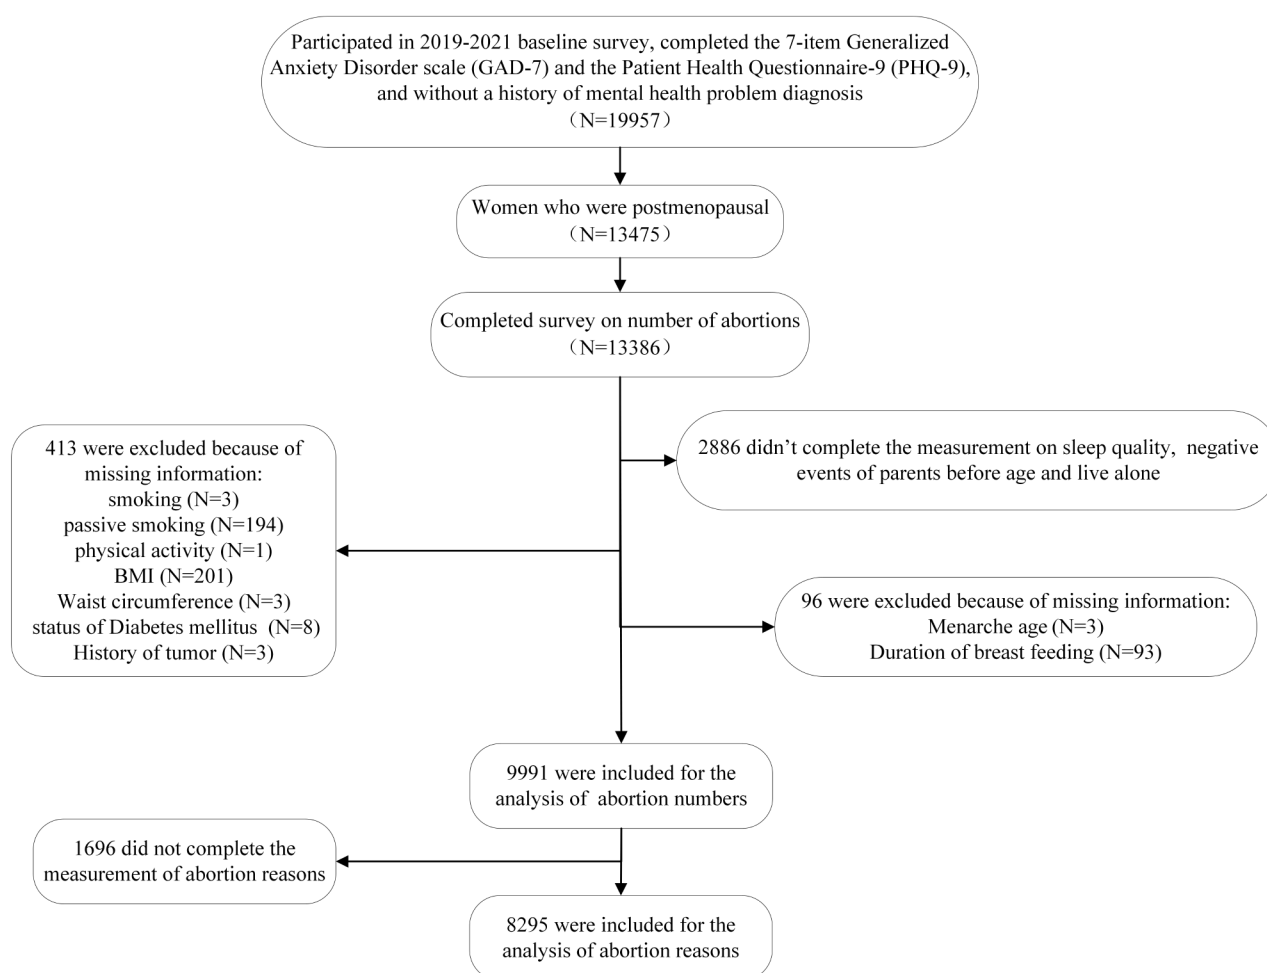 Participated in 2019-2021 baseline survey, completed the 7-item Generalized
Anxiety Disorder scale (GAD-7) and the Patient Health Questionnaire-9 (PHQ-9),
and without a history of mental health problem diagnosis
（N=19957）
Women who were postmenopausal
（N=13475）
Completed survey on number of abortions
（N=13386）
2886 didn’t complete the measurement on sleep quality,  negative
events of parents before age and live alone
413 were excluded because of
missing information:
smoking (N=3)
passive smoking (N=194)
physical activity (N=1)
BMI (N=201)
Waist circumference (N=3)
status of Diabetes mellitus  (N=8)
History of tumor (N=3)
96 were excluded because of missing information:
Menarche age (N=3)
Duration of breast feeding (N=93)
9991 were included for the
analysis of  abortion numbers
1696 did not complete the
measurement of abortion reasons
8295 were included for the
analysis of abortion reasons